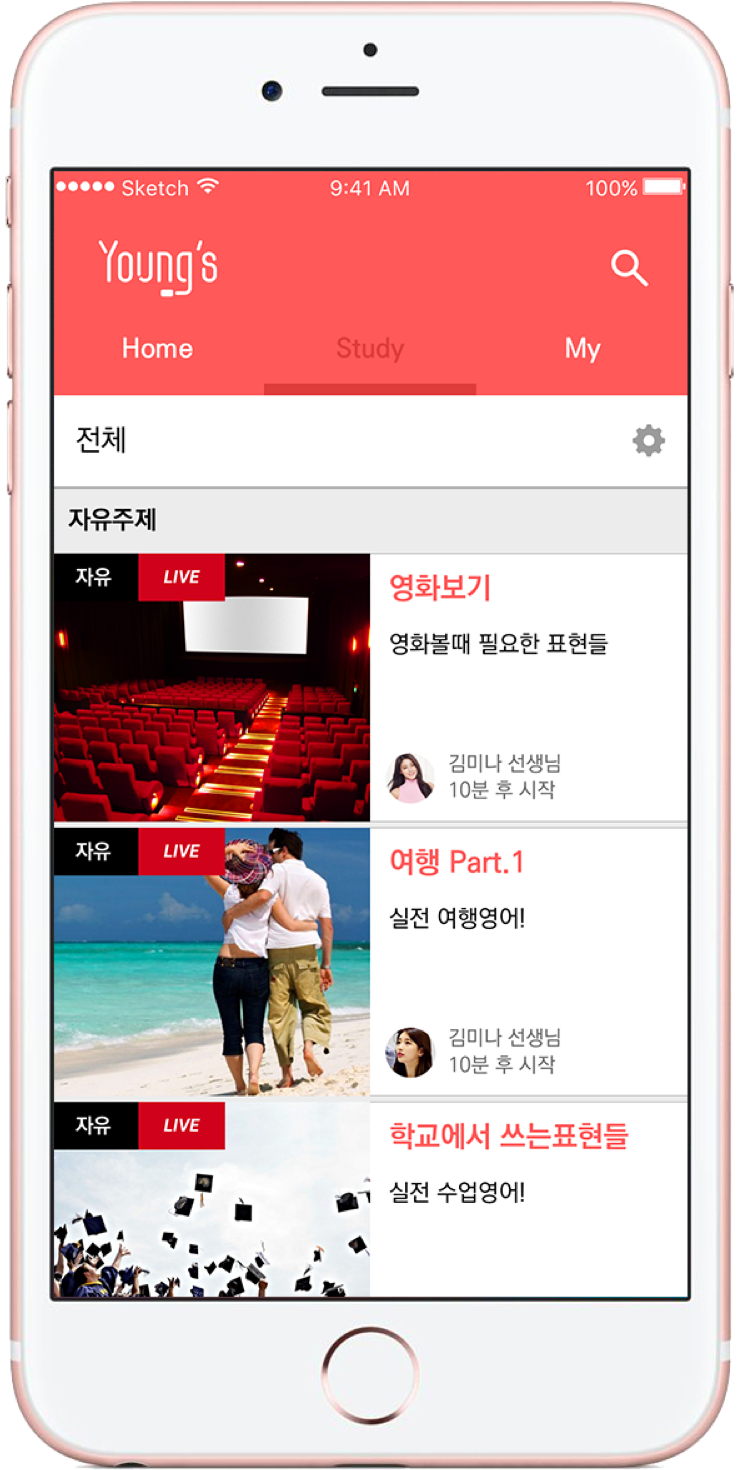 Sketch 9:41 AM 100%
Young's
Home Study My
전체
자유주제
자유 LIVE
영화보기
영화볼때 필요한 표현들
김미나 선생님
10분 후 시작
자유 LIVE
여행 Part.1
실전 여행영어!
김미나 선생님
10분 후 시작
자유 LIVE
학교에서 쓰는표현들
실전 수업영어!